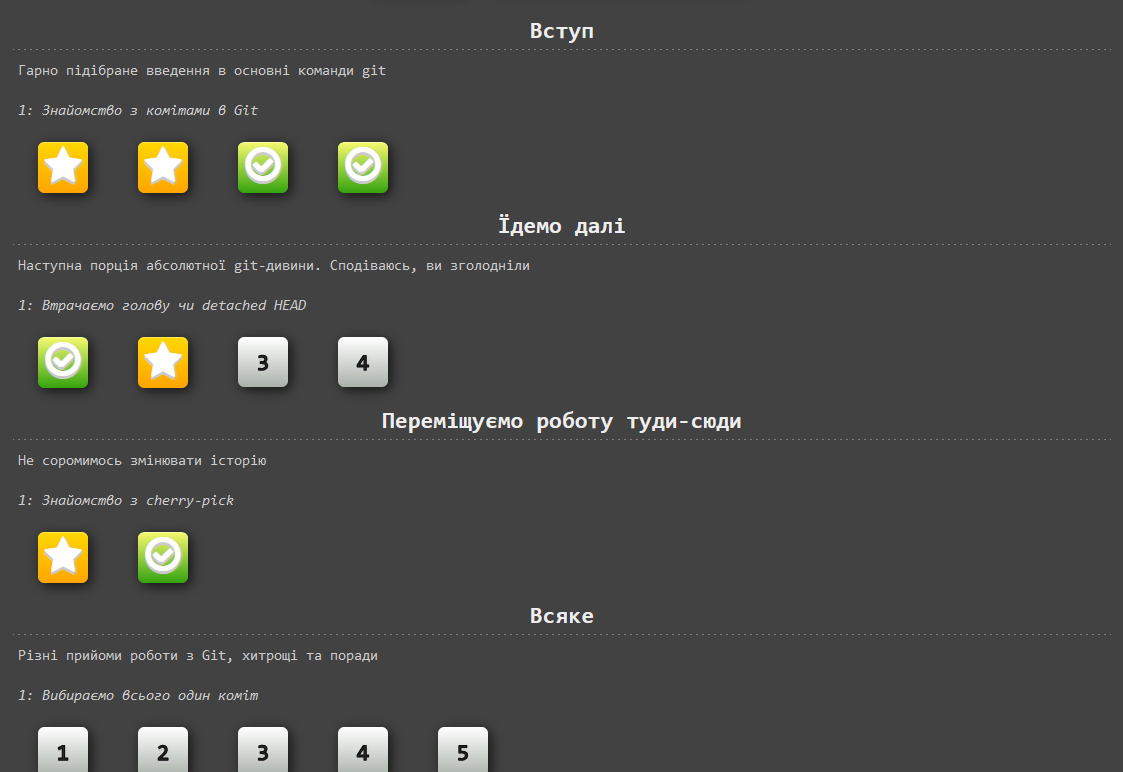 Вступ
Гарно підібране введення в основні команди git
1: Знайомство з комітами в Git
Їдемо далі
Наступна порція абсолютної git-дивини. Сподіваюсь, ви зголодніли
1: Втрачаємо голову чи detached HEAD
3 4
Переміщуємо роботу туди-сюди
Не соромимось змінювати історію
1: Знайомство з cherry-pick
Всяке
Різні прийоми роботи з Git, хитрощі та поради
1: Вибираємо всього один коміт
1 2 3 4 5